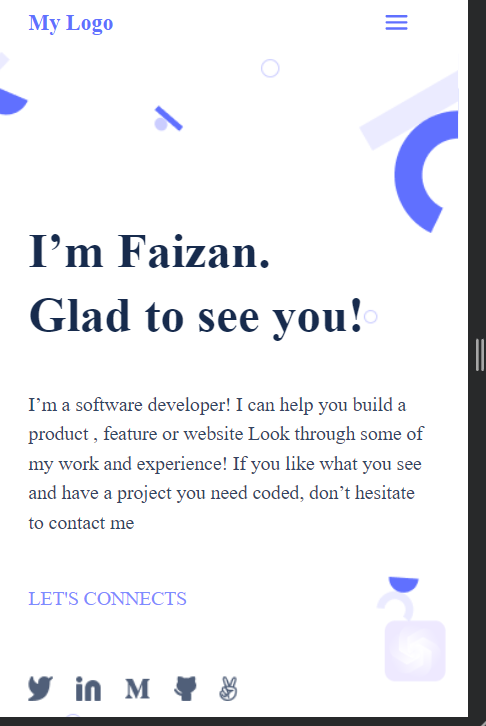 My Logo
I’m Faizan.
Glad to see you!
I’m a software developer! I can help you build a
product , feature or website Look through some of
my work and experience! If you like what you see
and have a project you need coded, don’t hesitate
to contact me
LET'S CONNECTS